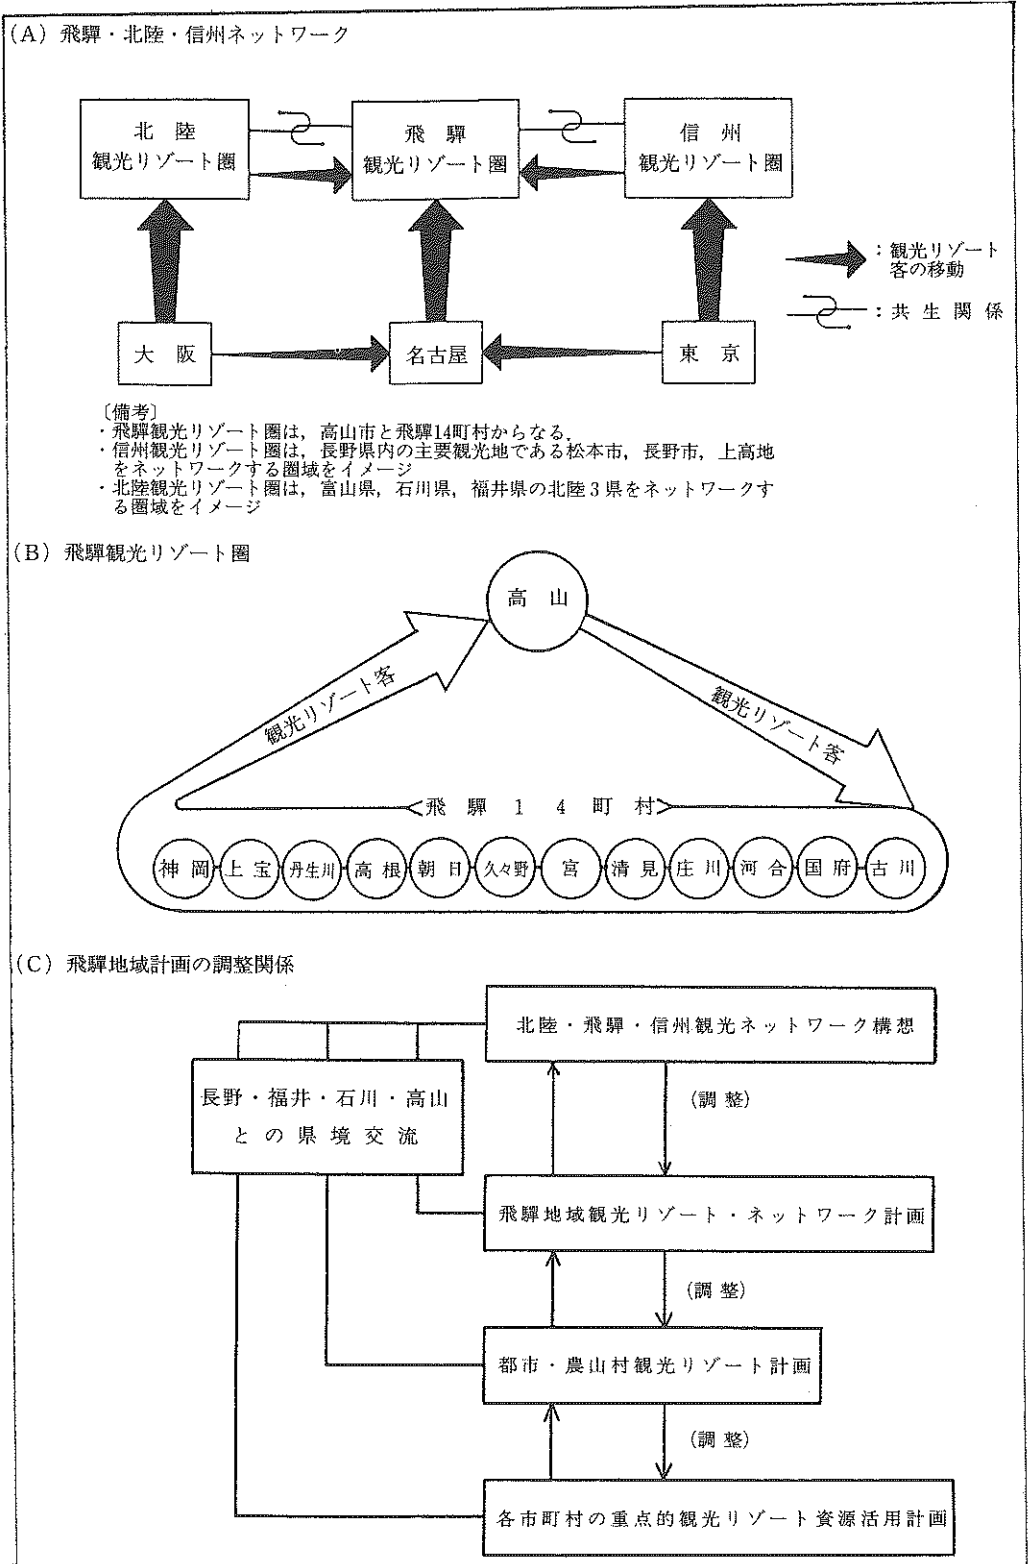 (A) 飛驒・北陸・信州ネットワーク
北陸
観光リゾート圏
飛驒
観光リゾート圏
信州
観光リゾート圏
：観光リゾート
客の移動
：共生関係
大阪
名古屋
東京
〔備考〕
・飛驒観光リゾート圏は，高山市と飛驒14町村からなる．
・信州観光リゾート圏は，長野県内の主要観光地である松本市，長野市，上高地
をネットワークする圏域をイメージ
・北陸観光リゾート圏は，富山県，石川県，福井県の北陸3県をネットワークす
る圏域をイメージ
(B) 飛驒観光リゾート圏
高山
観光リゾート客
観光リゾート客
飛驒14町村
神岡
上宝
丹生川
高根
朝日
久々野
宮
清見
庄川
河合
国府
古川
(C) 飛驒地域計画の調整関係
北陸・飛驒・信州観光ネットワーク構想
長野・福井・石川・高山
との県境交流
(調整)
飛驒地域観光リゾート・ネットワーク計画
(調整)
都市・農山村観光リゾート計画
(調整)
各市町村の重点的観光リゾート資源活用計画